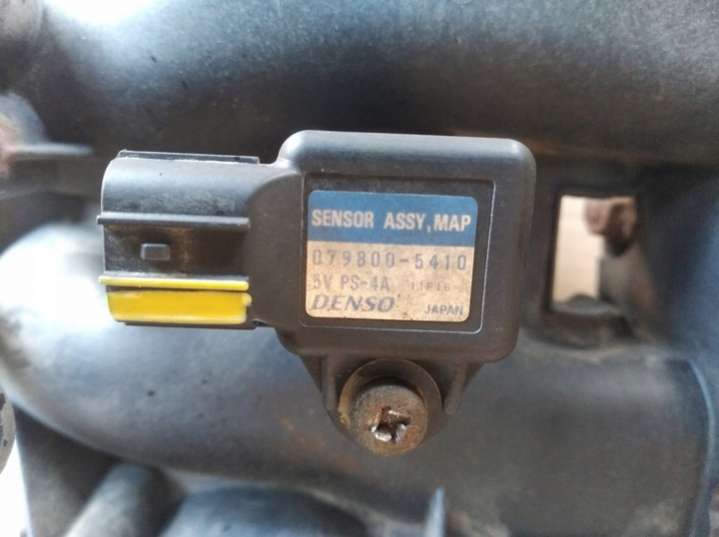 SENSOR ASSY, MAP
079800-5410
5V PS-4A
DENSO JAPAN